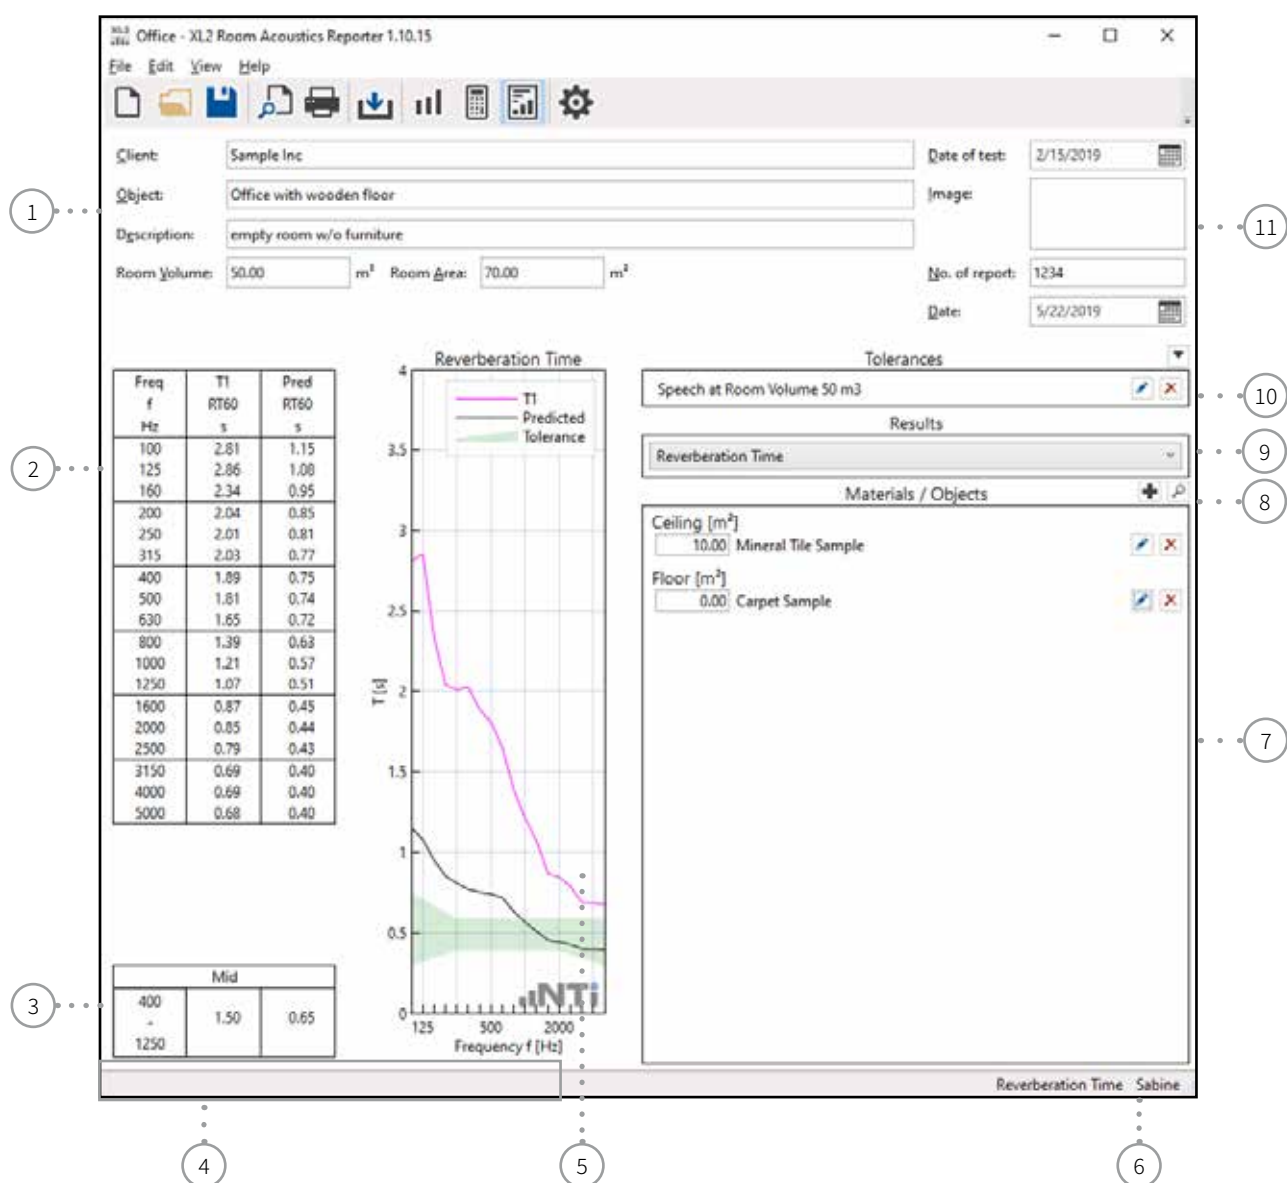 Office - XL2 Room Acoustics Reporter 1.10.15
File Edit View Help
Client: Sample Inc Date of test: 2/15/2019
1
Object: Office with wooden floor Image:
11
Description: empty room w/o furniture
Room Volume: 50.00 m³ Room Area: 70.00 m² No. of report: 1234
Date: 5/22/2019
Freq T1 Pred
f RT60 RT60
Hz s s
100 2.81 1.15
125 2.86 1.08
160 2.34 0.95
200 2.04 0.85
250 2.01 0.81
315 2.03 0.77
400 1.89 0.75
500 1.81 0.74
630 1.65 0.72
800 1.39 0.63
1000 1.21 0.57
1250 1.07 0.51
1600 0.87 0.45
2000 0.85 0.44
2500 0.79 0.43
3150 0.69 0.40
4000 0.69 0.40
5000 0.68 0.40
2
Mid
400
-
1250
1.50 0.65
3
Reverberation Time
T1
Predicted
Tolerance
4
3.5
3
2.5
2
1.5
1
0.5
0
T [s]
125 500 2000
Frequency f [Hz]
NTi
Tolerances
Speech at Room Volume 50 m3
10
Results
Reverberation Time
9
Materials / Objects
8
Ceiling [m²]
10.00 Mineral Tile Sample
Floor [m²]
0.00 Carpet Sample
7
Reverberation Time Sabine
4
5
6